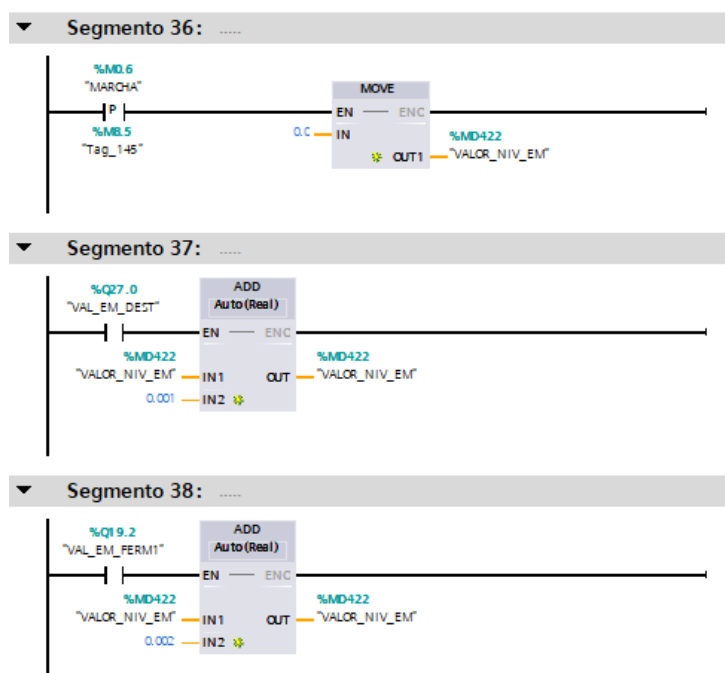 Segmento 36: .....
%M0.6
"MARCHA"
P
%M8.5
"Tag_145"
MOVE
EN ENO
0.0 IN
%MD422
OUT1 "VALOR_NIV_EM"
Segmento 37: .....
%Q27.0
"VAL_EM_DEST"
ADD
Auto (Real)
EN ENO
%MD422
"VALOR_NIV_EM" IN1
%MD422
OUT "VALOR_NIV_EM"
0.001 IN2
Segmento 38: .....
%Q19.2
"VAL_EM_FERM1"
ADD
Auto (Real)
EN ENO
%MD422
"VALOR_NIV_EM" IN1
%MD422
OUT "VALOR_NIV_EM"
0.002 IN2